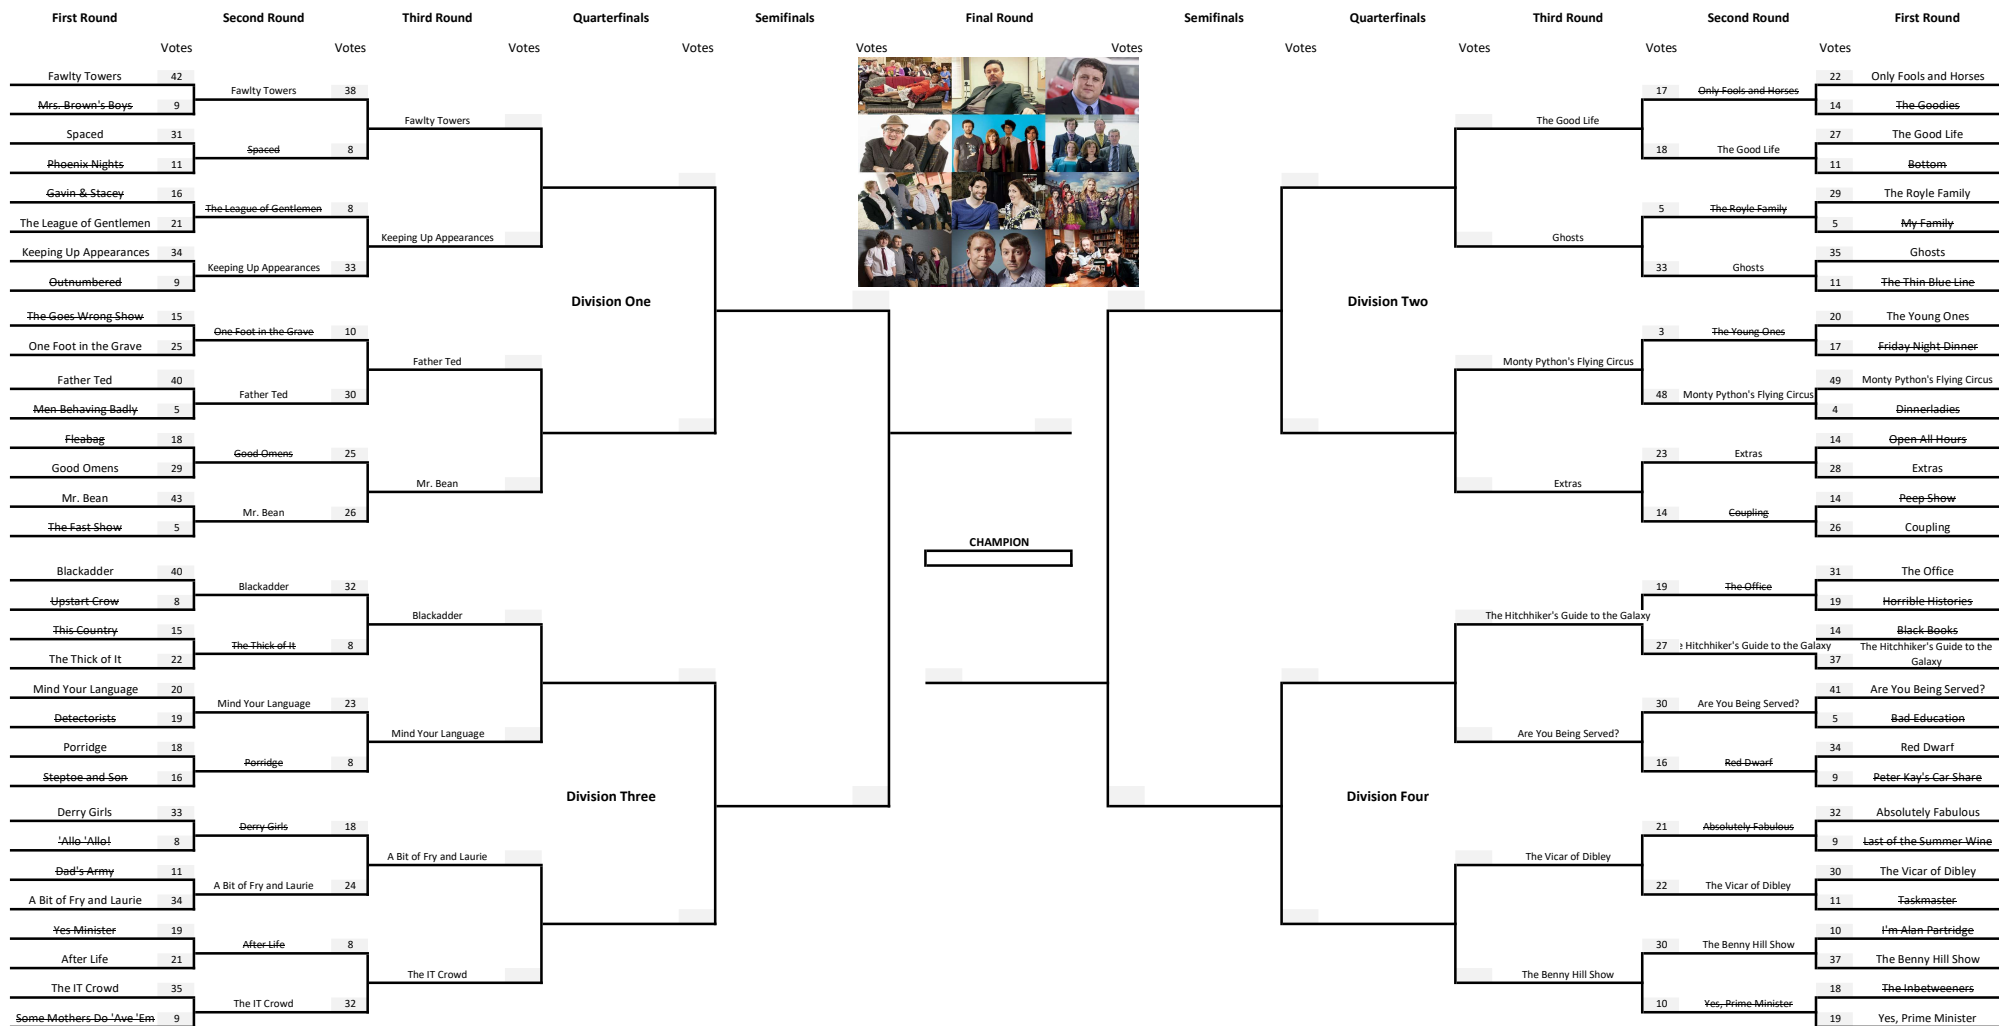 First Round Second Round Third Round Quarterfinals Semifinals Final Round Semifinals Quarterfinals Third Round Second Round First Round
Votes Votes Votes Votes Votes Votes Votes Votes Votes Votes
Fawlty Towers 42
Mrs. Brown's Boys 9
Spaced 31
Phoenix Nights 11
Gavin & Stacey 16
The League of Gentlemen 21
Keeping Up Appearances 34
Outnumbered 9
The Goes Wrong Show 15
One Foot in the Grave 25
Father Ted 40
Men Behaving Badly 5
Fleabag 18
Good Omens 29
Mr. Bean 43
The Fast Show 5
Blackadder 40
Upstart Crow 8
This Country 15
The Thick of It 22
Mind Your Language 20
Detectorists 19
Porridge 18
Steptoe and Son 16
Derry Girls 33
'Allo 'Allo! 8
Dad's Army 11
A Bit of Fry and Laurie 34
Yes Minister 19
After Life 21
The IT Crowd 35
Some Mothers Do 'Ave 'Em 9
Fawlty Towers 38
Spaced 8
The League of Gentlemen 8
Keeping Up Appearances 33
One Foot in the Grave 10
Father Ted 30
Good Omens 25
Mr. Bean 26
Blackadder 32
The Thick of It 8
Mind Your Language 23
Porridge 8
Derry Girls 18
A Bit of Fry and Laurie 24
After Life 8
The IT Crowd 32
Fawlty Towers
Keeping Up Appearances
Father Ted
Mr. Bean
Blackadder
Mind Your Language
A Bit of Fry and Laurie
The IT Crowd
Division One
Division Three
CHAMPION
Division Two
Division Four
The Good Life
Ghosts
Monty Python's Flying Circus
Extras
The Hitchhiker's Guide to the Galaxy
Are You Being Served?
The Vicar of Dibley
The Benny Hill Show
17 Only Fools and Horses
18 The Good Life
5 The Royle Family
33 Ghosts
3 The Young Ones
48 Monty Python's Flying Circus
23 Extras
14 Coupling
19 The Office
27 e Hitchhiker's Guide to the Galaxy
30 Are You Being Served?
16 Red Dwarf
21 Absolutely Fabulous
22 The Vicar of Dibley
30 The Benny Hill Show
10 Yes, Prime Minister
22 Only Fools and Horses
14 The Goodies
27 The Good Life
11 Bottom
29 The Royle Family
5 My Family
35 Ghosts
11 The Thin Blue Line
20 The Young Ones
17 Friday Night Dinner
49 Monty Python's Flying Circus
4 Dinnerladies
14 Open All Hours
28 Extras
14 Peep Show
26 Coupling
31 The Office
19 Horrible Histories
14 Black Books
37 The Hitchhiker's Guide to the
Galaxy
41 Are You Being Served?
5 Bad Education
34 Red Dwarf
9 Peter Kay's Car Share
32 Absolutely Fabulous
9 Last of the Summer Wine
30 The Vicar of Dibley
11 Taskmaster
10 I'm Alan Partridge
37 The Benny Hill Show
18 The Inbetweeners
19 Yes, Prime Minister